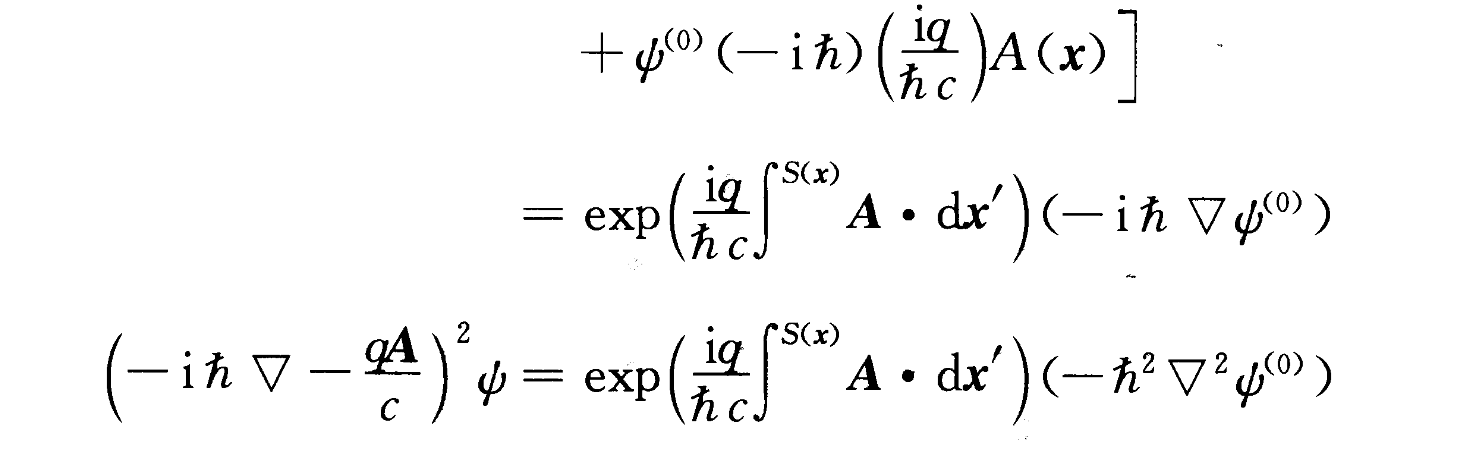 +ψ⁽⁰⁾(−iħ)(iq/ħc)A(x)]
= exp(iq/ħc ∫^S(x) A · dx′)(−iħ ▽ψ⁽⁰⁾)
(−iħ ▽ − qA/c)² ψ = exp(iq/ħc ∫^S(x) A · dx′)(−ħ² ▽² ψ⁽⁰⁾)